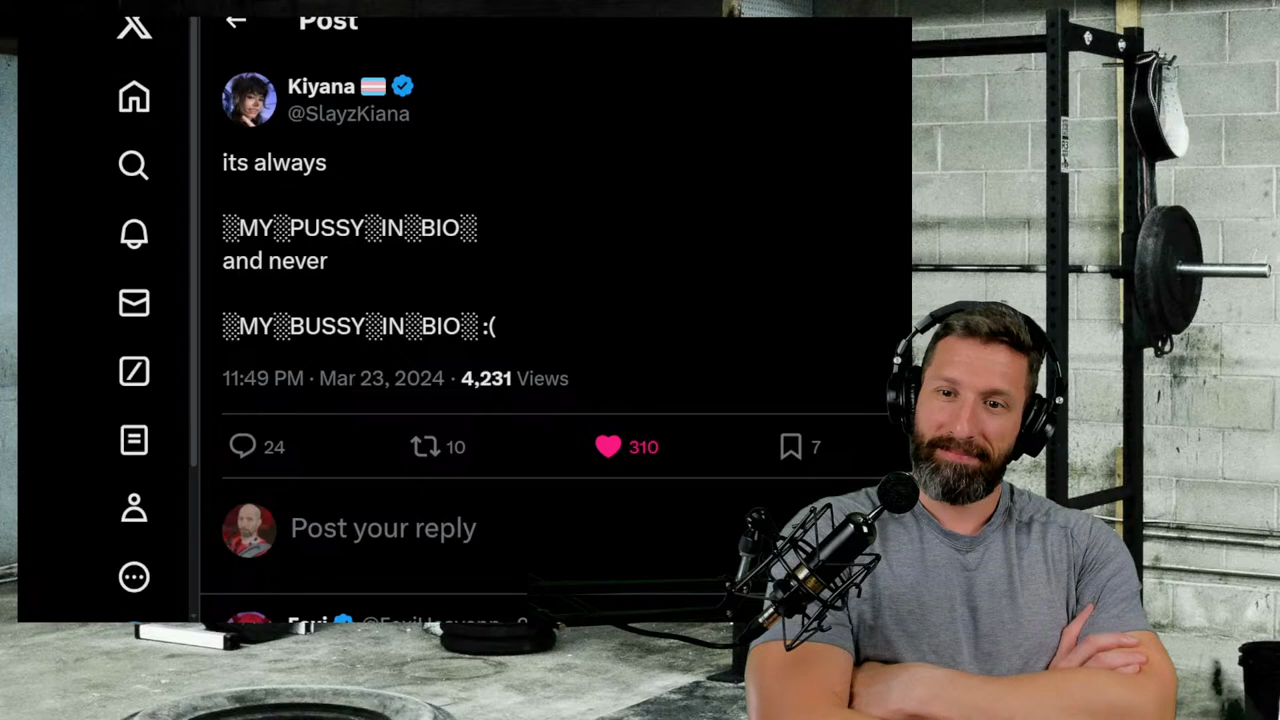 Post
Kiyana
@SlayzKiana
its always
░MY░PUSSY░IN░BIO░
and never
░MY░BUSSY░IN░BIO░ :(
11:49 PM · Mar 23, 2024 · 4,231 Views
24 10 310 7
Post your reply